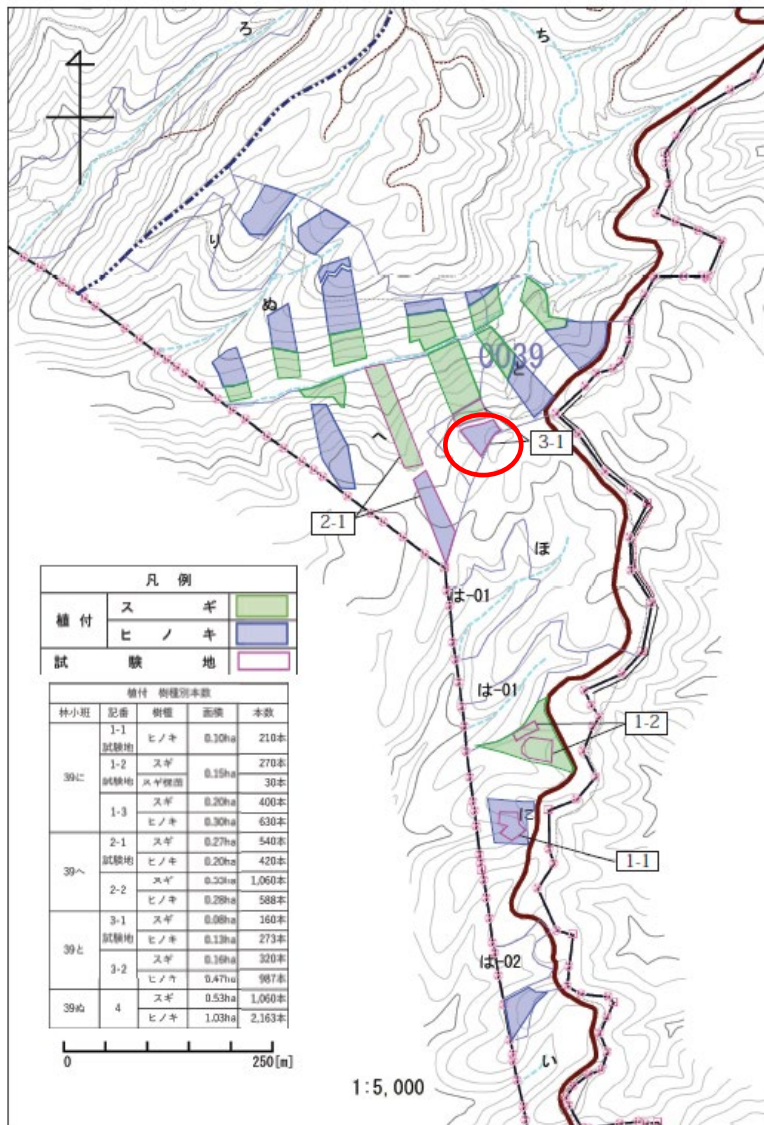 ろ
ち
り
ぬ
0039
と
へ
3-1
2-1
ほ
は-01
は-01
1-2
に
1-1
は-02
い
凡 例
植 付 ス ギ
ヒ ノ キ
試 験 地
植付 樹種別本数
林小班 記番 樹種 面積 本数
39に 1-1 試験地 ヒノキ 0.10ha 210本
1-2 試験地 スギ 0.15ha 270本
30本
1-3 スギ 0.20ha 400本
ヒノキ 0.30ha 630本
39へ 2-1 試験地 スギ 0.27ha 540本
ヒノキ 0.20ha 420本
2-2 スギ 1,060本
ヒノキ 0.28ha 588本
39と 3-1 試験地 スギ 0.08ha 160本
ヒノキ 0.13ha 273本
3-2 スギ 0.16ha 320本
ヒノキ 0.47ha 987本
39ぬ 4 スギ 0.53ha 1,060本
ヒノキ 1.03ha 2,163本
0 250[m]
1:5,000